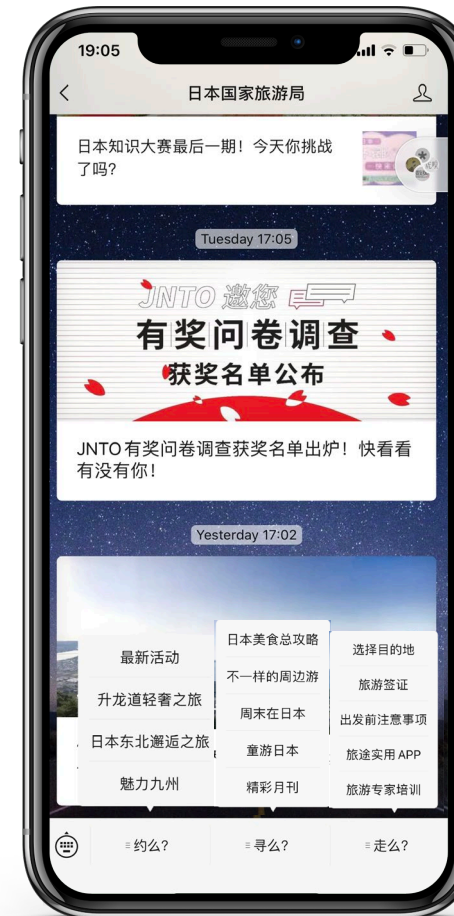 19:05
日本国家旅游局
日本知识大赛最后一期！今天你挑战
了吗?
Tuesday 17:05
JNTO 邀您
有奖问卷调查
获奖名单公布
JNTO 有奖问卷调查获奖名单出炉！快看看
有没有你！
Yesterday 17:02
最新活动
升龙道轻奢之旅
日本东北邂逅之旅
魅力九州
日本美食总攻略
不一样的周边游
周末在日本
童游日本
精彩月刊
选择目的地
旅游签证
出发前注意事项
旅途实用 APP
旅游专家培训
约么?
寻么?
走么?